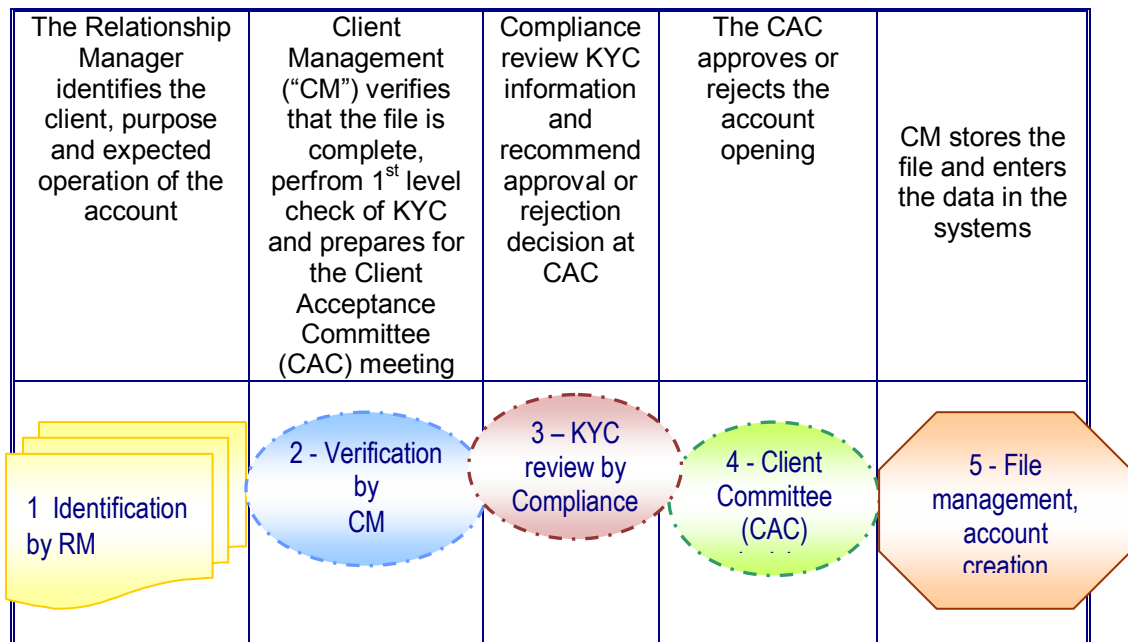 The Relationship
Manager
identifies the
client, purpose
and expected
operation of the
account
Client
Management
(“CM”) verifies
that the file is
complete,
perfrom 1st level
check of KYC
and prepares for
the Client
Acceptance
Committee
(CAC) meeting
Compliance
review KYC
information
and
recommend
approval or
rejection
decision at
CAC
The CAC
approves or
rejects the
account
opening
CM stores the
file and enters
the data in the
systems
1 Identification
by RM
2 - Verification
by
CM
3 – KYC
review by
Compliance
4 - Client
Committee
(CAC)
5 - File
management,
account
creation